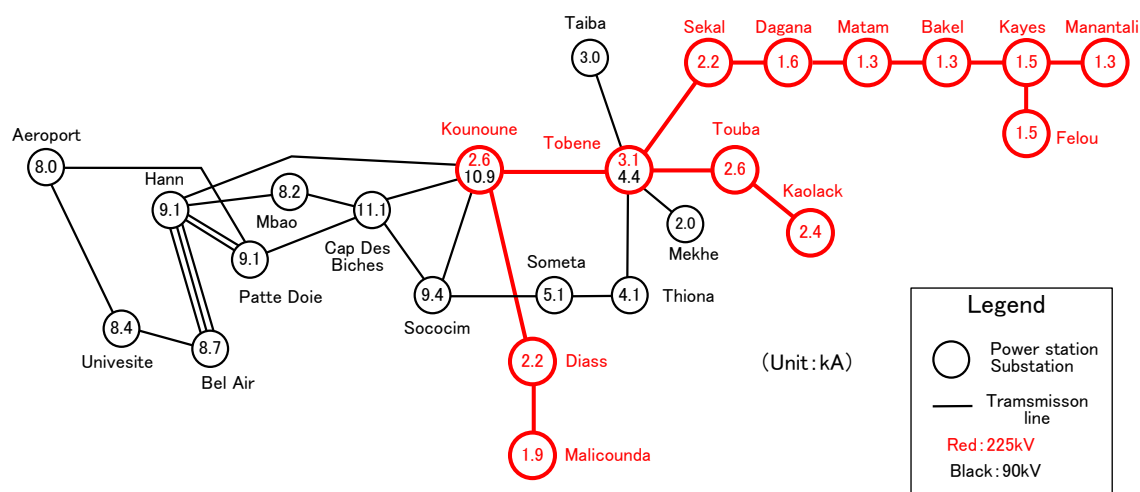 Taiba
3.0
Sekal
2.2
Dagana
1.6
Matam
1.3
Bakel
1.3
Kayes
1.5
Manantali
1.3
1.5
Felou
Aeroport
8.0
Hann
9.1
8.2
Mbao
Kounoune
2.6
10.9
Tobene
3.1
4.4
Touba
2.6
Kaolack
2.4
2.0
Mekhe
11.1
Cap Des
Biches
9.1
Patte Doie
Someta
5.1
4.1
Thiona
9.4
Sococim
8.4
Univesite
8.7
Bel Air
2.2
Diass
1.9
Malicounda
(Unit:kA)
Legend
Power station
Substation
Tramsmisson
line
Red:225kV
Black:90kV